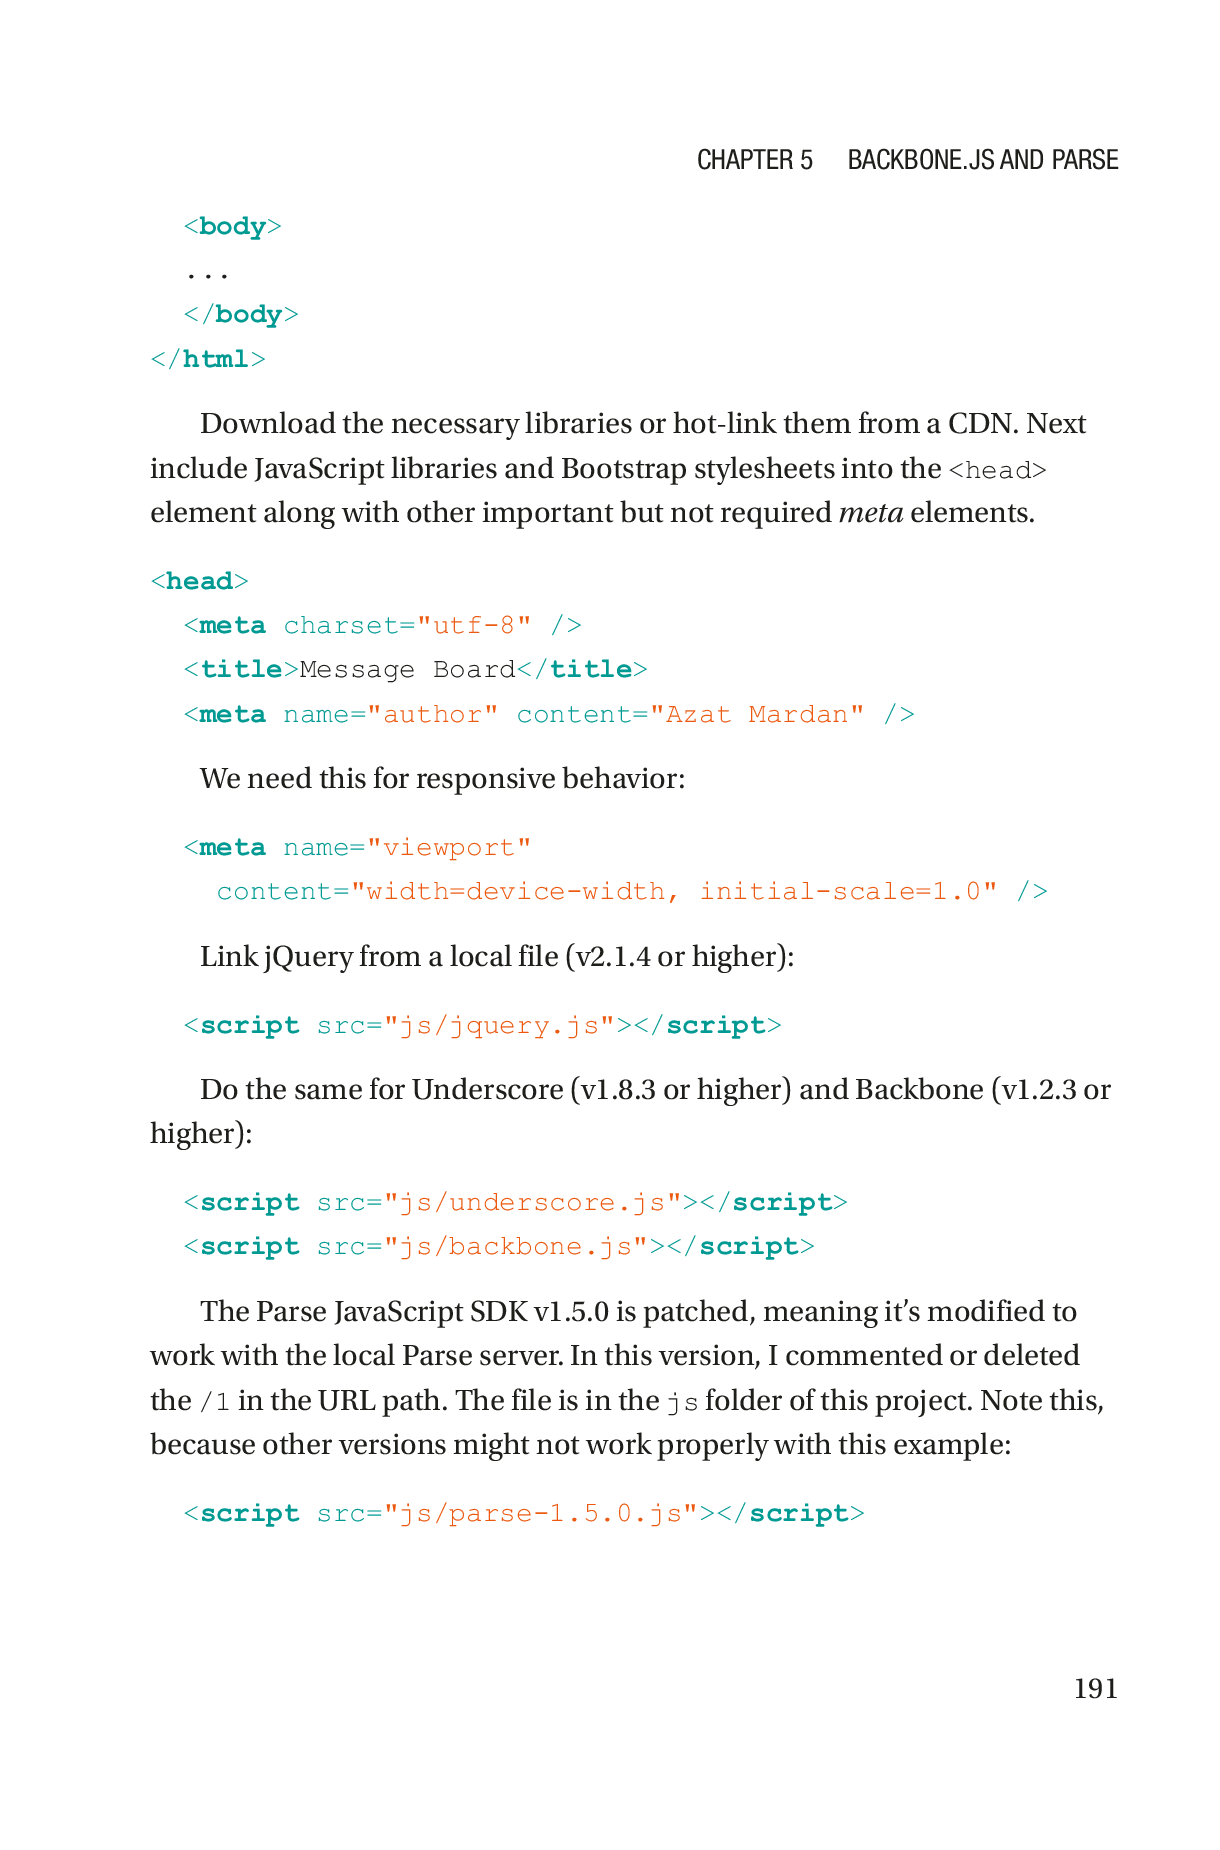 CHAPTER 5 BACKBONE.JS AND PARSE
<body>
...
</body>
</html>
Download the necessary libraries or hot-link them from a CDN. Next
include JavaScript libraries and Bootstrap stylesheets into the <head>
element along with other important but not required meta elements.
<head>
<meta charset="utf-8" />
<title>Message Board</title>
<meta name="author" content="Azat Mardan" />
We need this for responsive behavior:
<meta name="viewport"
content="width=device-width, initial-scale=1.0" />
Link jQuery from a local file (v2.1.4 or higher):
<script src="js/jquery.js"></script>
Do the same for Underscore (v1.8.3 or higher) and Backbone (v1.2.3 or
higher):
<script src="js/underscore.js"></script>
<script src="js/backbone.js"></script>
The Parse JavaScript SDK v1.5.0 is patched, meaning it’s modified to
work with the local Parse server. In this version, I commented or deleted
the /1 in the URL path. The file is in the js folder of this project. Note this,
because other versions might not work properly with this example:
<script src="js/parse-1.5.0.js"></script>
191